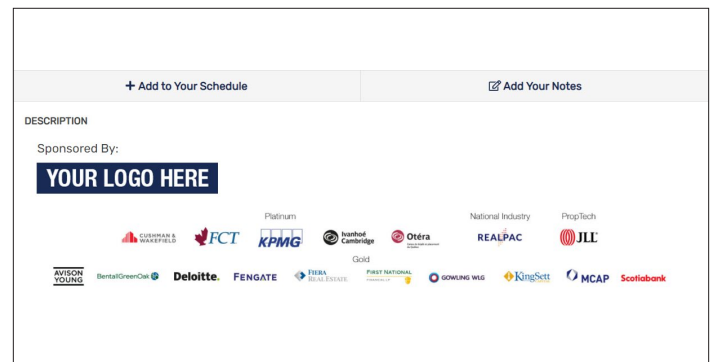 + Add to Your Schedule
Add Your Notes
DESCRIPTION
Sponsored By:
YOUR LOGO HERE
Platinum
National Industry
PropTech
CUSHMAN & WAKEFIELD
FCT
KPMG
Ivanhoé Cambridge
Otéra
REALPAC
JLL
Gold
AVISON YOUNG
BentallGreenOak
Deloitte.
FENGATE
FIERA REAL ESTATE
FIRST NATIONAL
FINANCIAL LP
GOWLING WLG
KingSett
MCAP
Scotiabank